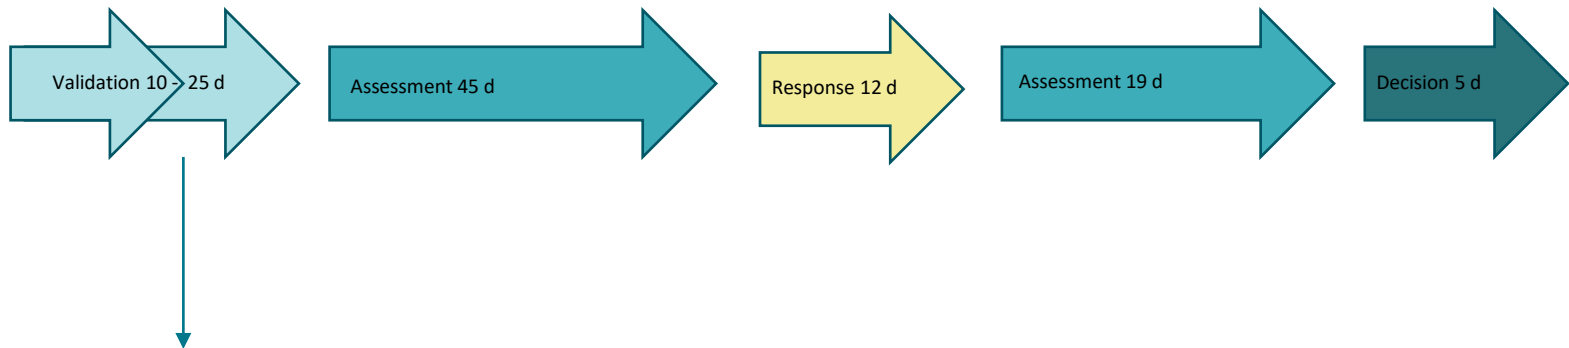 Validation 10 - 25 d
Assessment 45 d
Response 12 d
Assessment 19 d
Decision 5 d